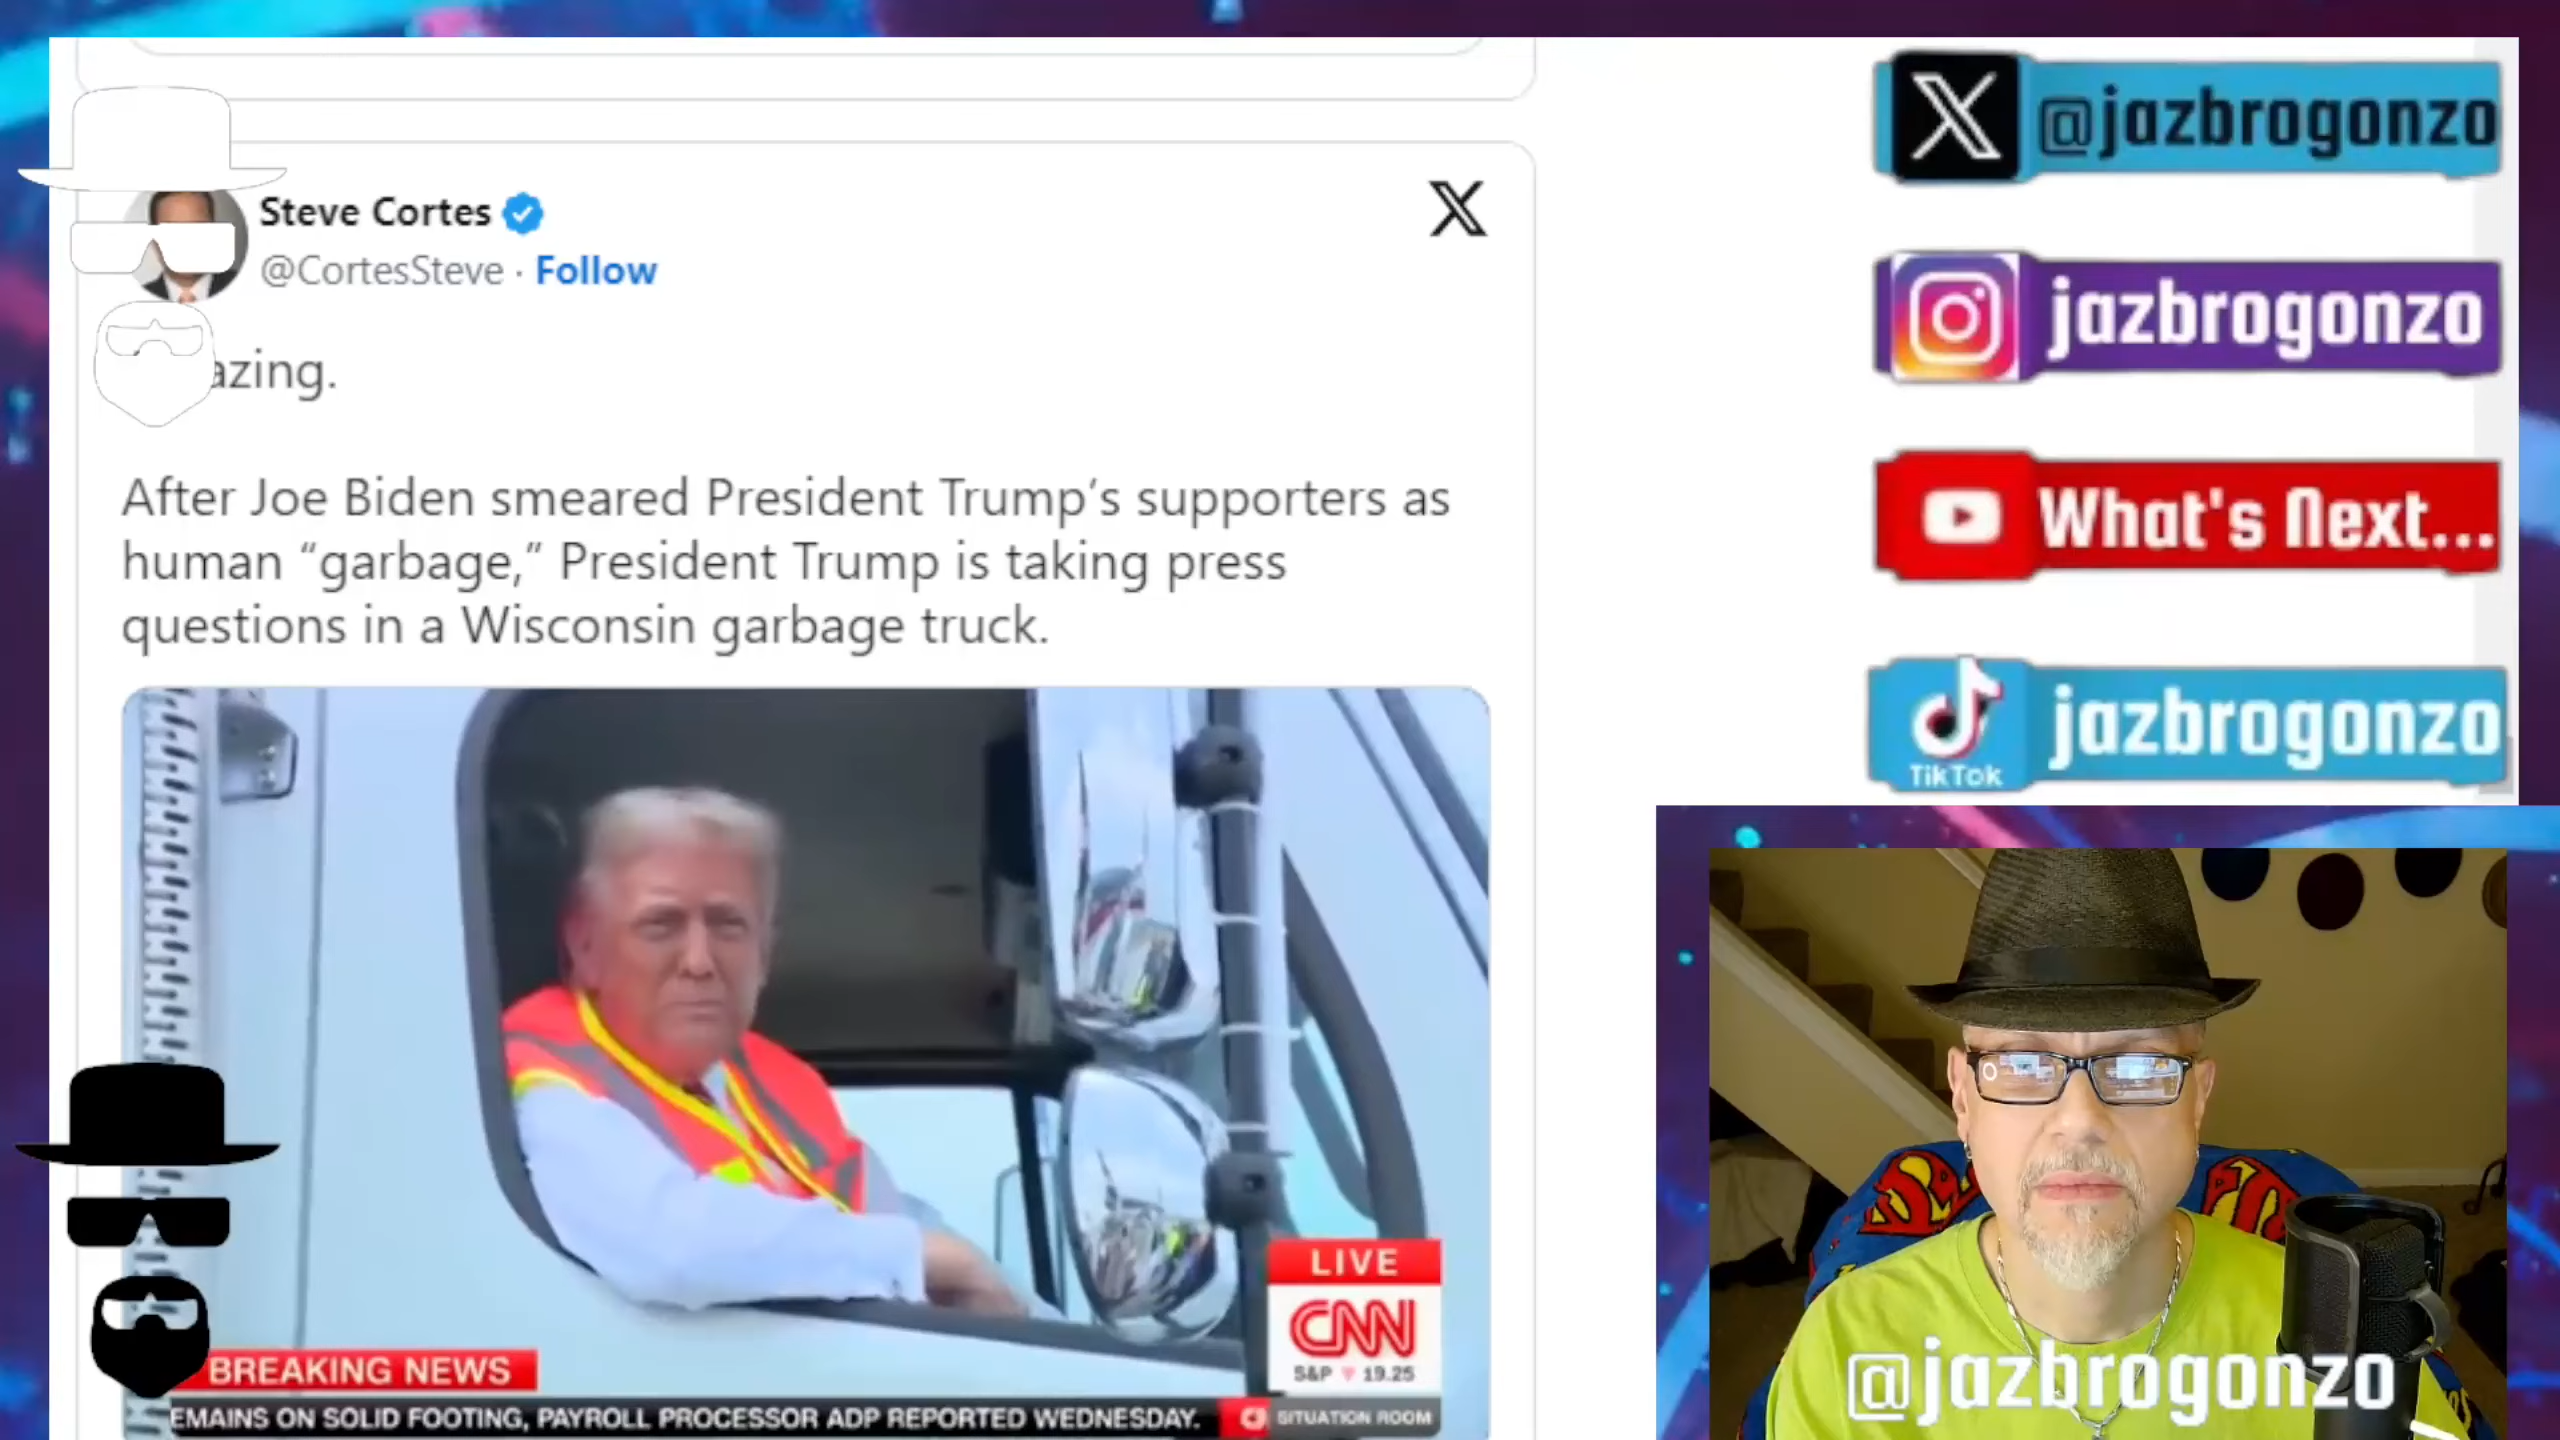 Steve Cortes
@CortesSteve · Follow
azing.
After Joe Biden smeared President Trump's supporters as
human “garbage,” President Trump is taking press
questions in a Wisconsin garbage truck.
LIVE
CNN
S&P ▼ 19.25
BREAKING NEWS
EMAINS ON SOLID FOOTING, PAYROLL PROCESSOR ADP REPORTED WEDNESDAY.
SITUATION ROOM
X @jazbrogonzo
jazbrogonzo
What's Next...
TikTok
jazbrogonzo
@jazbrogonzo